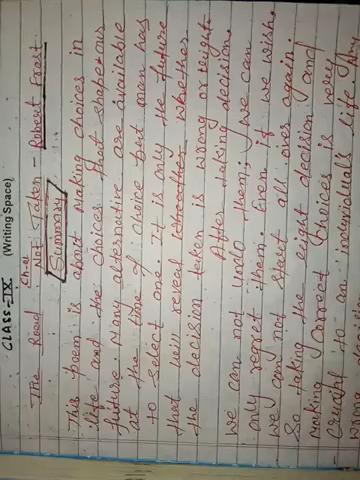 CLASS-IX (Writing Space)
Ch-01
The Road Not Taken - Robert Frost
Summary
This poem is about making choices in
life and the choices that shape our
future. Many alternative are available
at the time of choice but man has
to select one. It is only the future
that will reveal whether
the decision taken is wrong or right.
After taking decision
we can not undo them, we can
only regret them. Even if we wish,
we can not start all over again.
So taking the right decision and
making correct choices is very
crucial to an individuals life. They